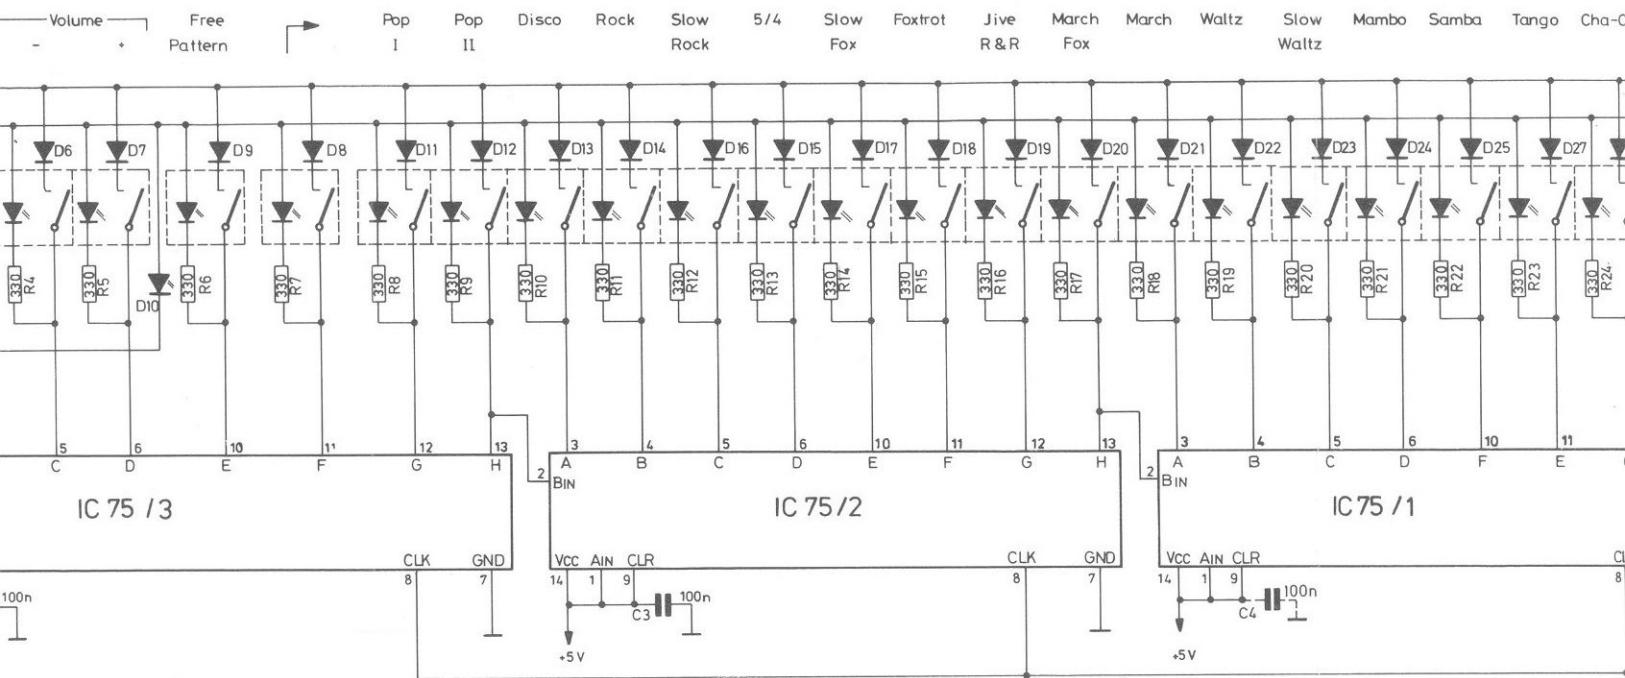 Volume Free Pop Pop Disco Rock Slow 5/4 Slow Foxtrot Jive March March Waltz Slow Mambo Samba Tango
- + Pattern I II Rock Fox R & R Fox Waltz
D6 D7 D9 D8 D11 D12 D13 D14 D16 D15 D17 D18 D19 D20 D21 D22 D23 D24 D25 D27
330 330 330 330 330 330 330 330 330 330 330 330 330 330 330 330 330 330 330 330 330
R4 R5 R6 R7 R8 R9 R10 R11 R12 R13 R14 R15 R16 R17 R18 R19 R20 R21 R22 R23 R24
D10
5 6 10 11 12 13 3 4 5 6 10 11 12 13 3 4 5 6 10 11
C D E F G H A B C D E F G H A B C D F E
2 BIN 2 BIN
IC 75 /3 IC 75 /2 IC 75 /1
CLK GND VCC AIN CLR CLK GND VCC AIN CLR
8 7 14 1 9 8 7 14 1 9 8
100n C3 100n C4 100n
+5V +5V